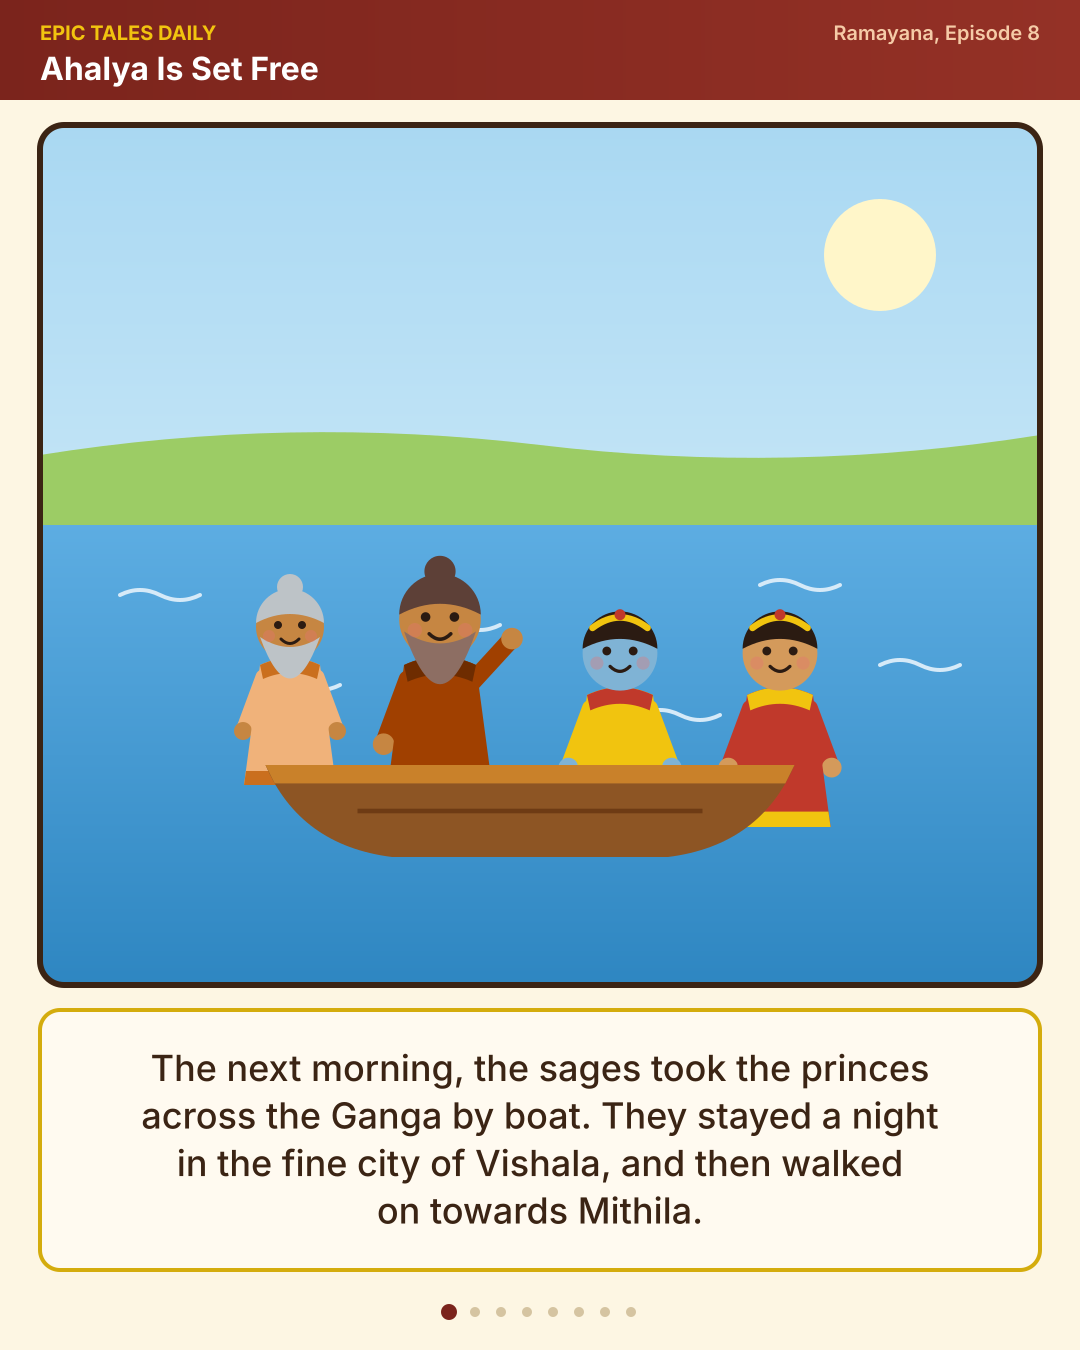 EPIC TALES DAILY
Ramayana, Episode 8
Ahalya Is Set Free
The next morning, the sages took the princes
across the Ganga by boat. They stayed a night
in the fine city of Vishala, and then walked
on towards Mithila.